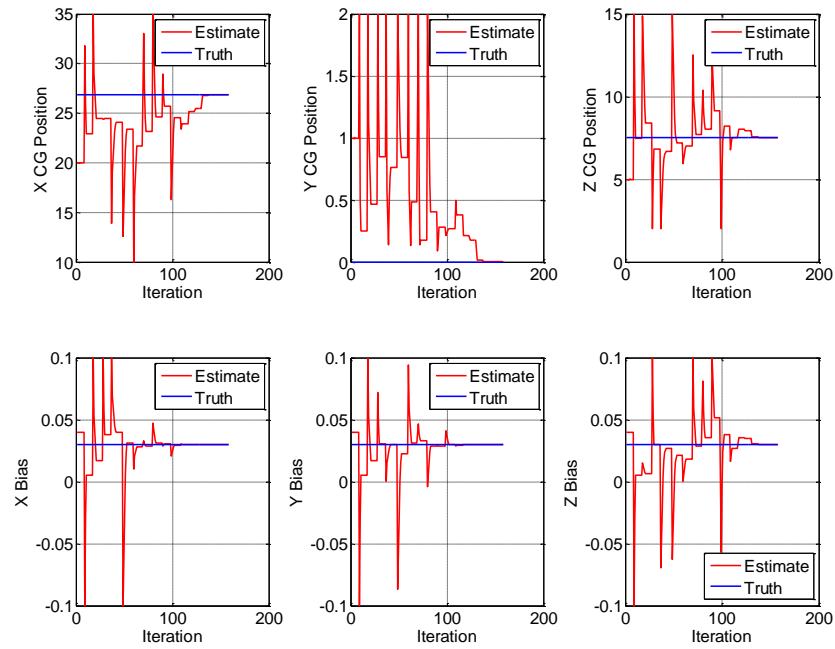 35
30
25
20
15
10
X CG Position
0
100
200
Iteration
Estimate
Truth
2
1.5
1
0.5
0
Y CG Position
0
100
200
Iteration
Estimate
Truth
15
10
5
0
Z CG Position
0
100
200
Iteration
Estimate
Truth
0.1
0.05
0
-0.05
-0.1
X Bias
0
100
200
Iteration
Estimate
Truth
0.1
0.05
0
-0.05
-0.1
Y Bias
0
100
200
Iteration
Estimate
Truth
0.1
0.05
0
-0.05
-0.1
Z Bias
0
100
200
Iteration
Estimate
Truth